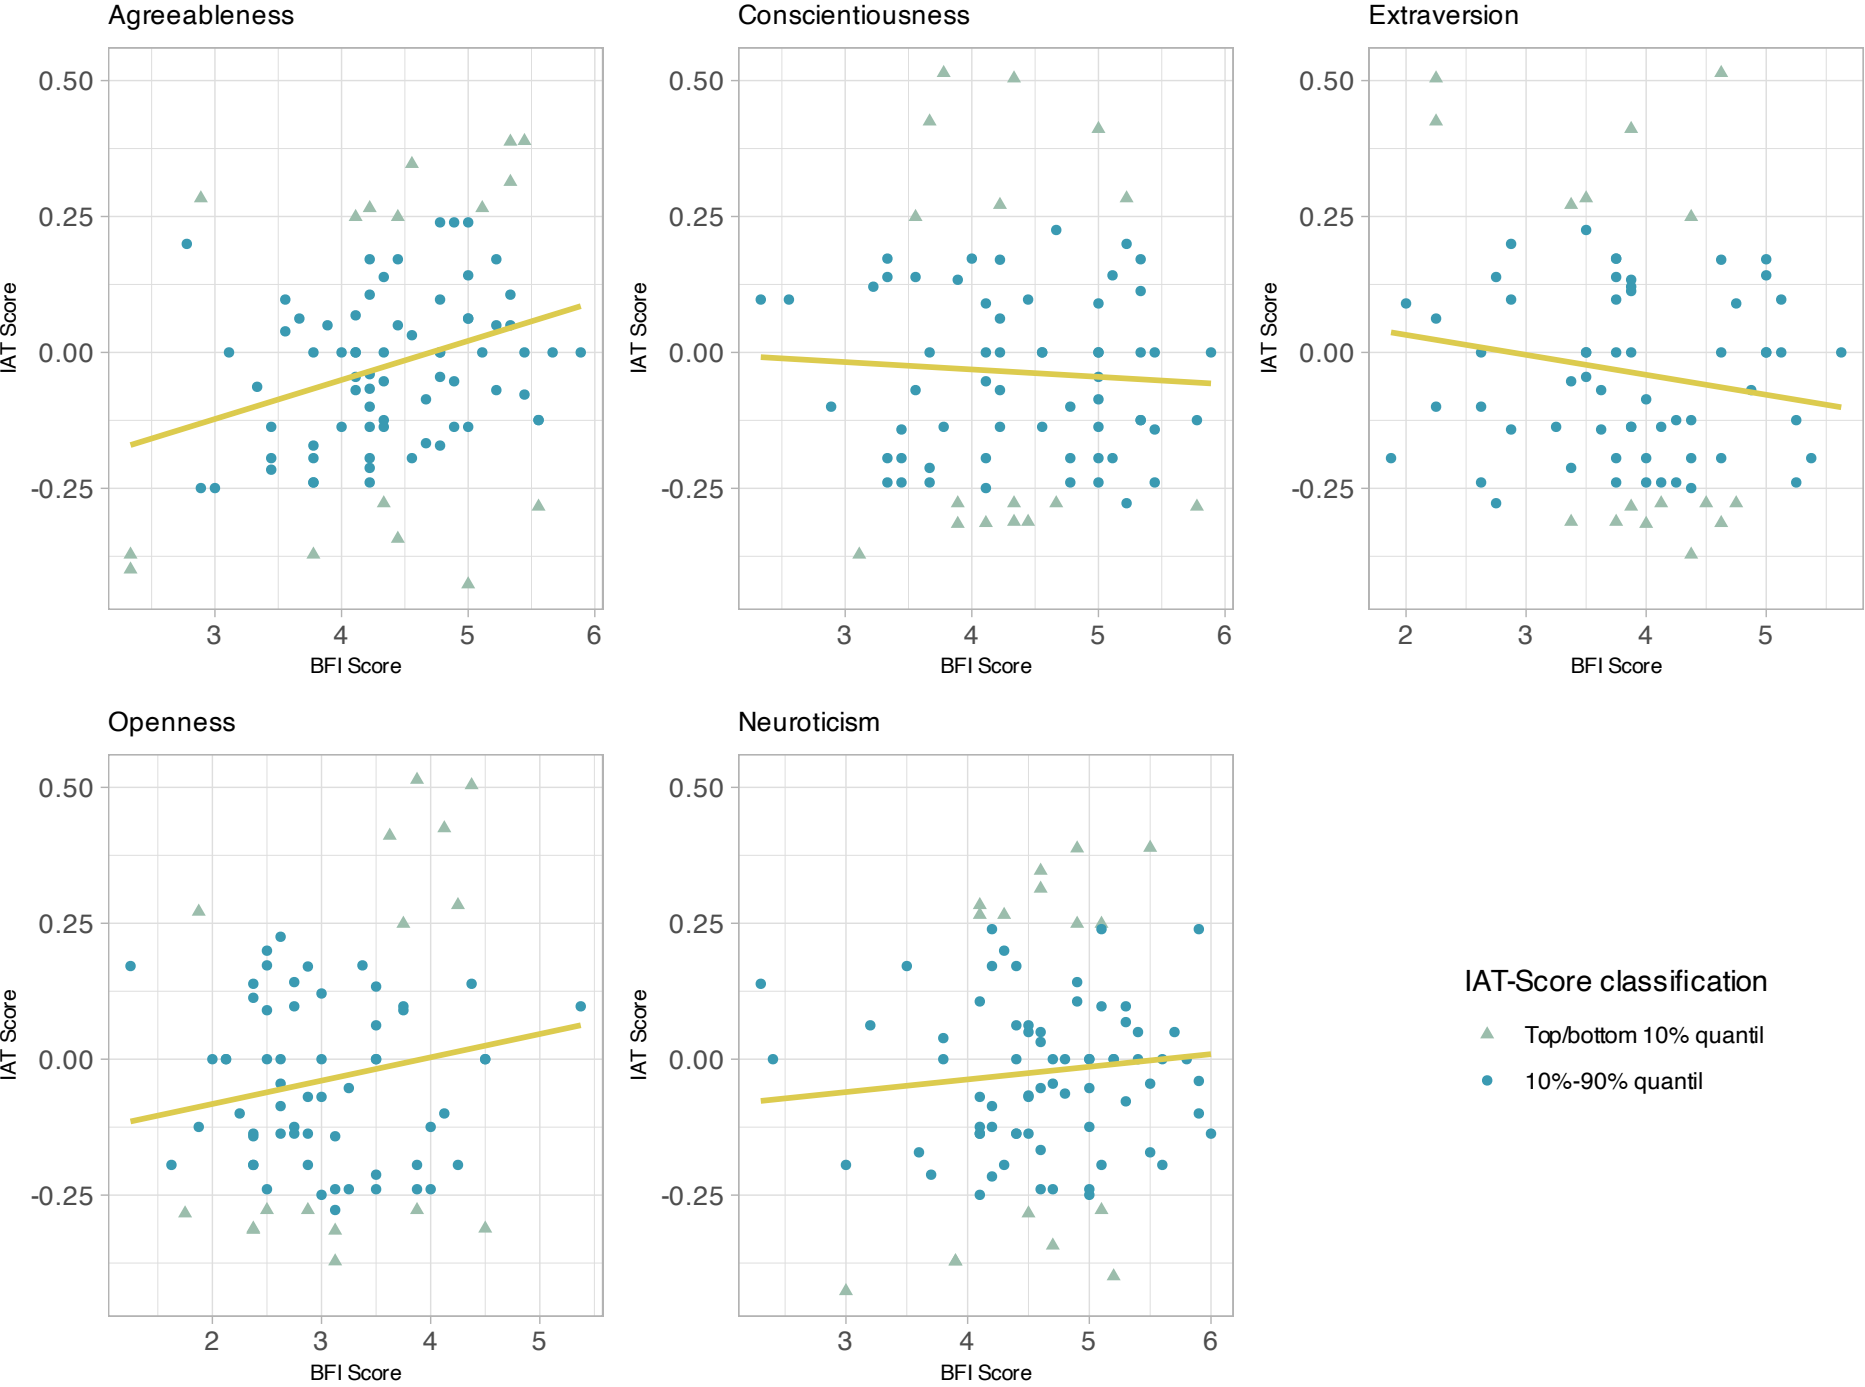 Agreeableness
0.50
0.25
0.00
-0.25
IAT Score
3 4 5 6
BFI Score
Conscientiousness
0.50
0.25
0.00
-0.25
IAT Score
3 4 5 6
BFI Score
Extraversion
0.50
0.25
0.00
-0.25
IAT Score
2 3 4 5
BFI Score
Openness
0.50
0.25
0.00
-0.25
IAT Score
2 3 4 5
BFI Score
Neuroticism
0.50
0.25
0.00
-0.25
IAT Score
3 4 5 6
BFI Score
IAT-Score classification
Top/bottom 10% quantil
10%-90% quantil